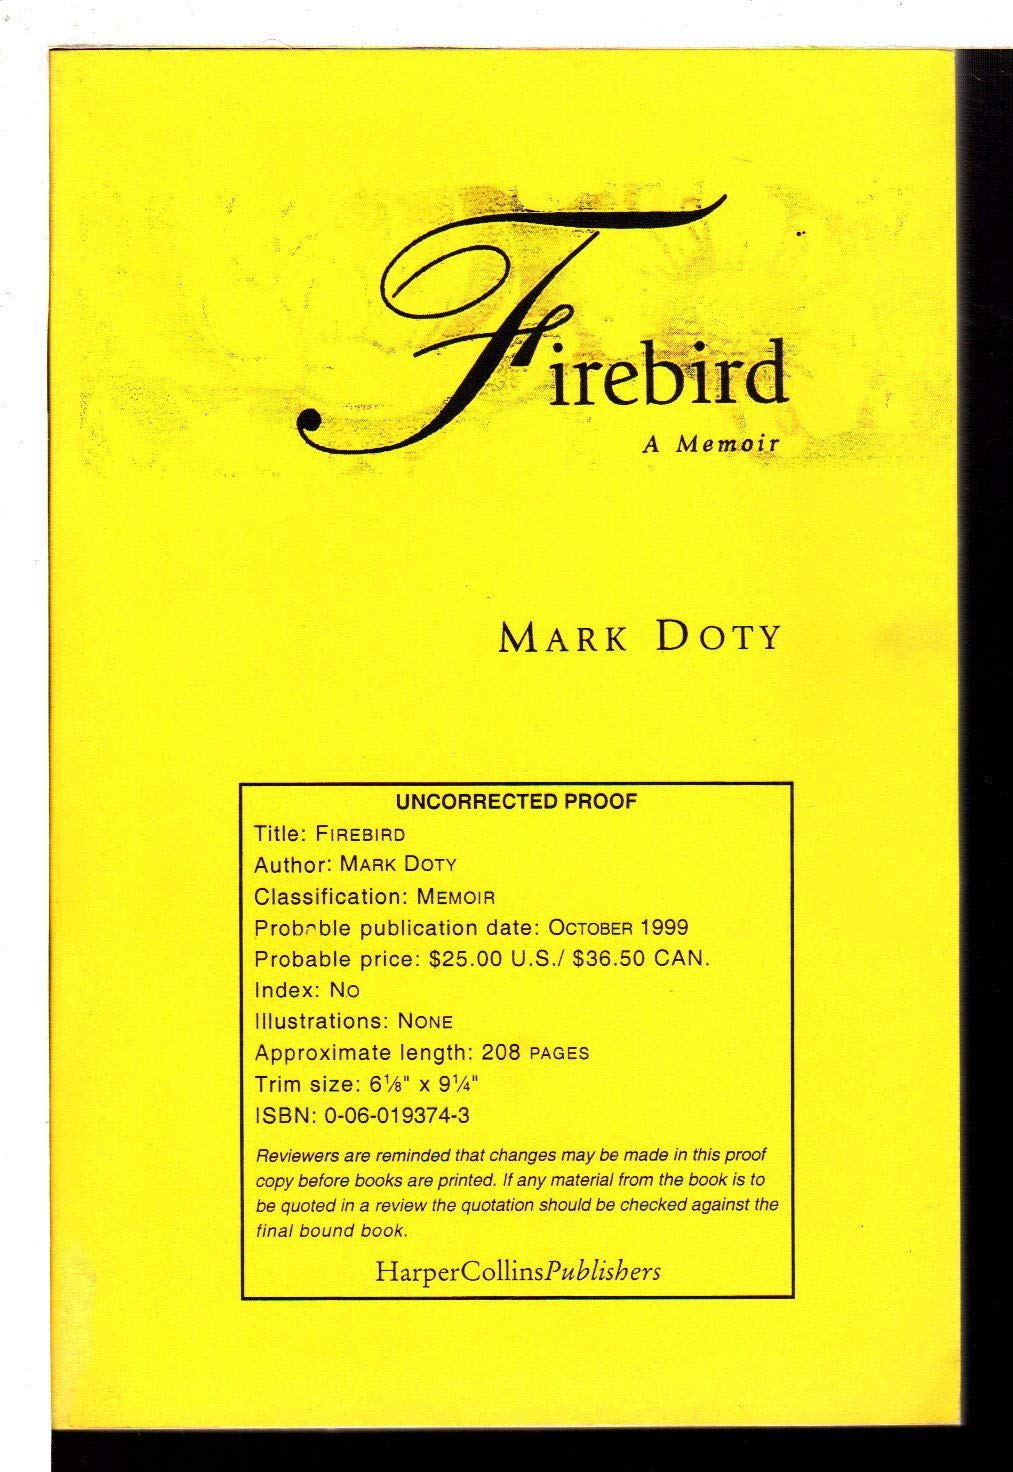 Firebird
A Memoir
MARK DOTY
UNCORRECTED PROOF
Title: FIREBIRD
Author: MARK DOTY
Classification: MEMOIR
Probable publication date: OCTOBER 1999
Probable price: $25.00 U.S./ $36.50 CAN.
Index: NO
Illustrations: NONE
Approximate length: 208 PAGES
Trim size: 6⅛" x 9¼"
ISBN: 0-06-019374-3
Reviewers are reminded that changes may be made in this proof
copy before books are printed. If any material from the book is to
be quoted in a review the quotation should be checked against the
final bound book.
HarperCollinsPublishers